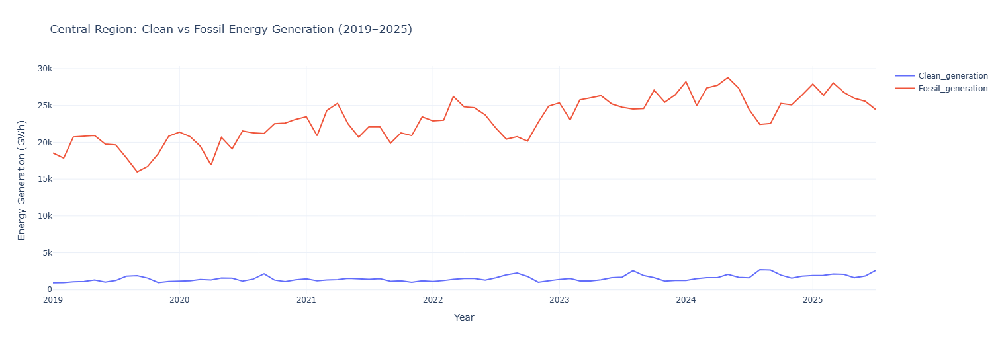 Central Region: Clean vs Fossil Energy Generation (2019–2025)
Clean_generation
Fossil_generation
Energy Generation (GWh)
30k
25k
20k
15k
10k
5k
0
2019 2020 2021 2022 2023 2024 2025
Year